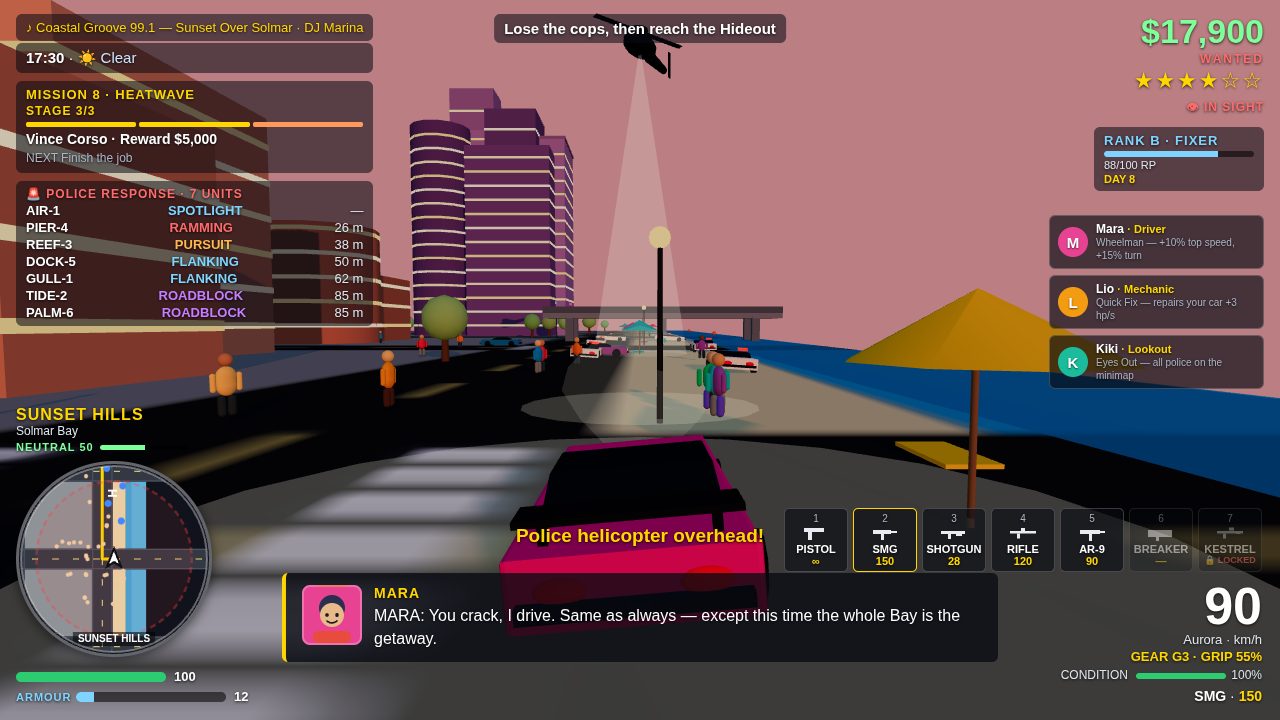 ♪ Coastal Groove 99.1 — Sunset Over Solmar · DJ Marina
17:30 · ☀️ Clear
MISSION 8 · HEATWAVE
STAGE 3/3
Vince Corso · Reward $5,000
NEXT Finish the job
🚨 POLICE RESPONSE · 7 UNITS
AIR-1 SPOTLIGHT —
PIER-4 RAMMING 26 m
REEF-3 PURSUIT 38 m
DOCK-5 FLANKING 50 m
GULL-1 FLANKING 62 m
TIDE-2 ROADBLOCK 85 m
PALM-6 ROADBLOCK 85 m
Lose the cops, then reach the Hideout
$17,900
WANTED
★★★★☆☆
👁 IN SIGHT
RANK B · FIXER
88/100 RP
DAY 8
M
Mara · Driver
Wheelman — +10% top speed,
+15% turn
L
Lio · Mechanic
Quick Fix — repairs your car +3
hp/s
K
Kiki · Lookout
Eyes Out — all police on the
minimap
SUNSET HILLS
Solmar Bay
NEUTRAL 50
H
SUNSET HILLS
100
ARMOUR 12
Police helicopter overhead!
1 PISTOL ∞
2 SMG 150
3 SHOTGUN 28
4 RIFLE 120
5 AR-9 90
6 BREAKER —
7 KESTREL 🔒 LOCKED
MARA
MARA: You crack, I drive. Same as always — except this time the whole Bay is the
getaway.
90
Aurora · km/h
GEAR G3 · GRIP 55%
CONDITION 100%
SMG · 150